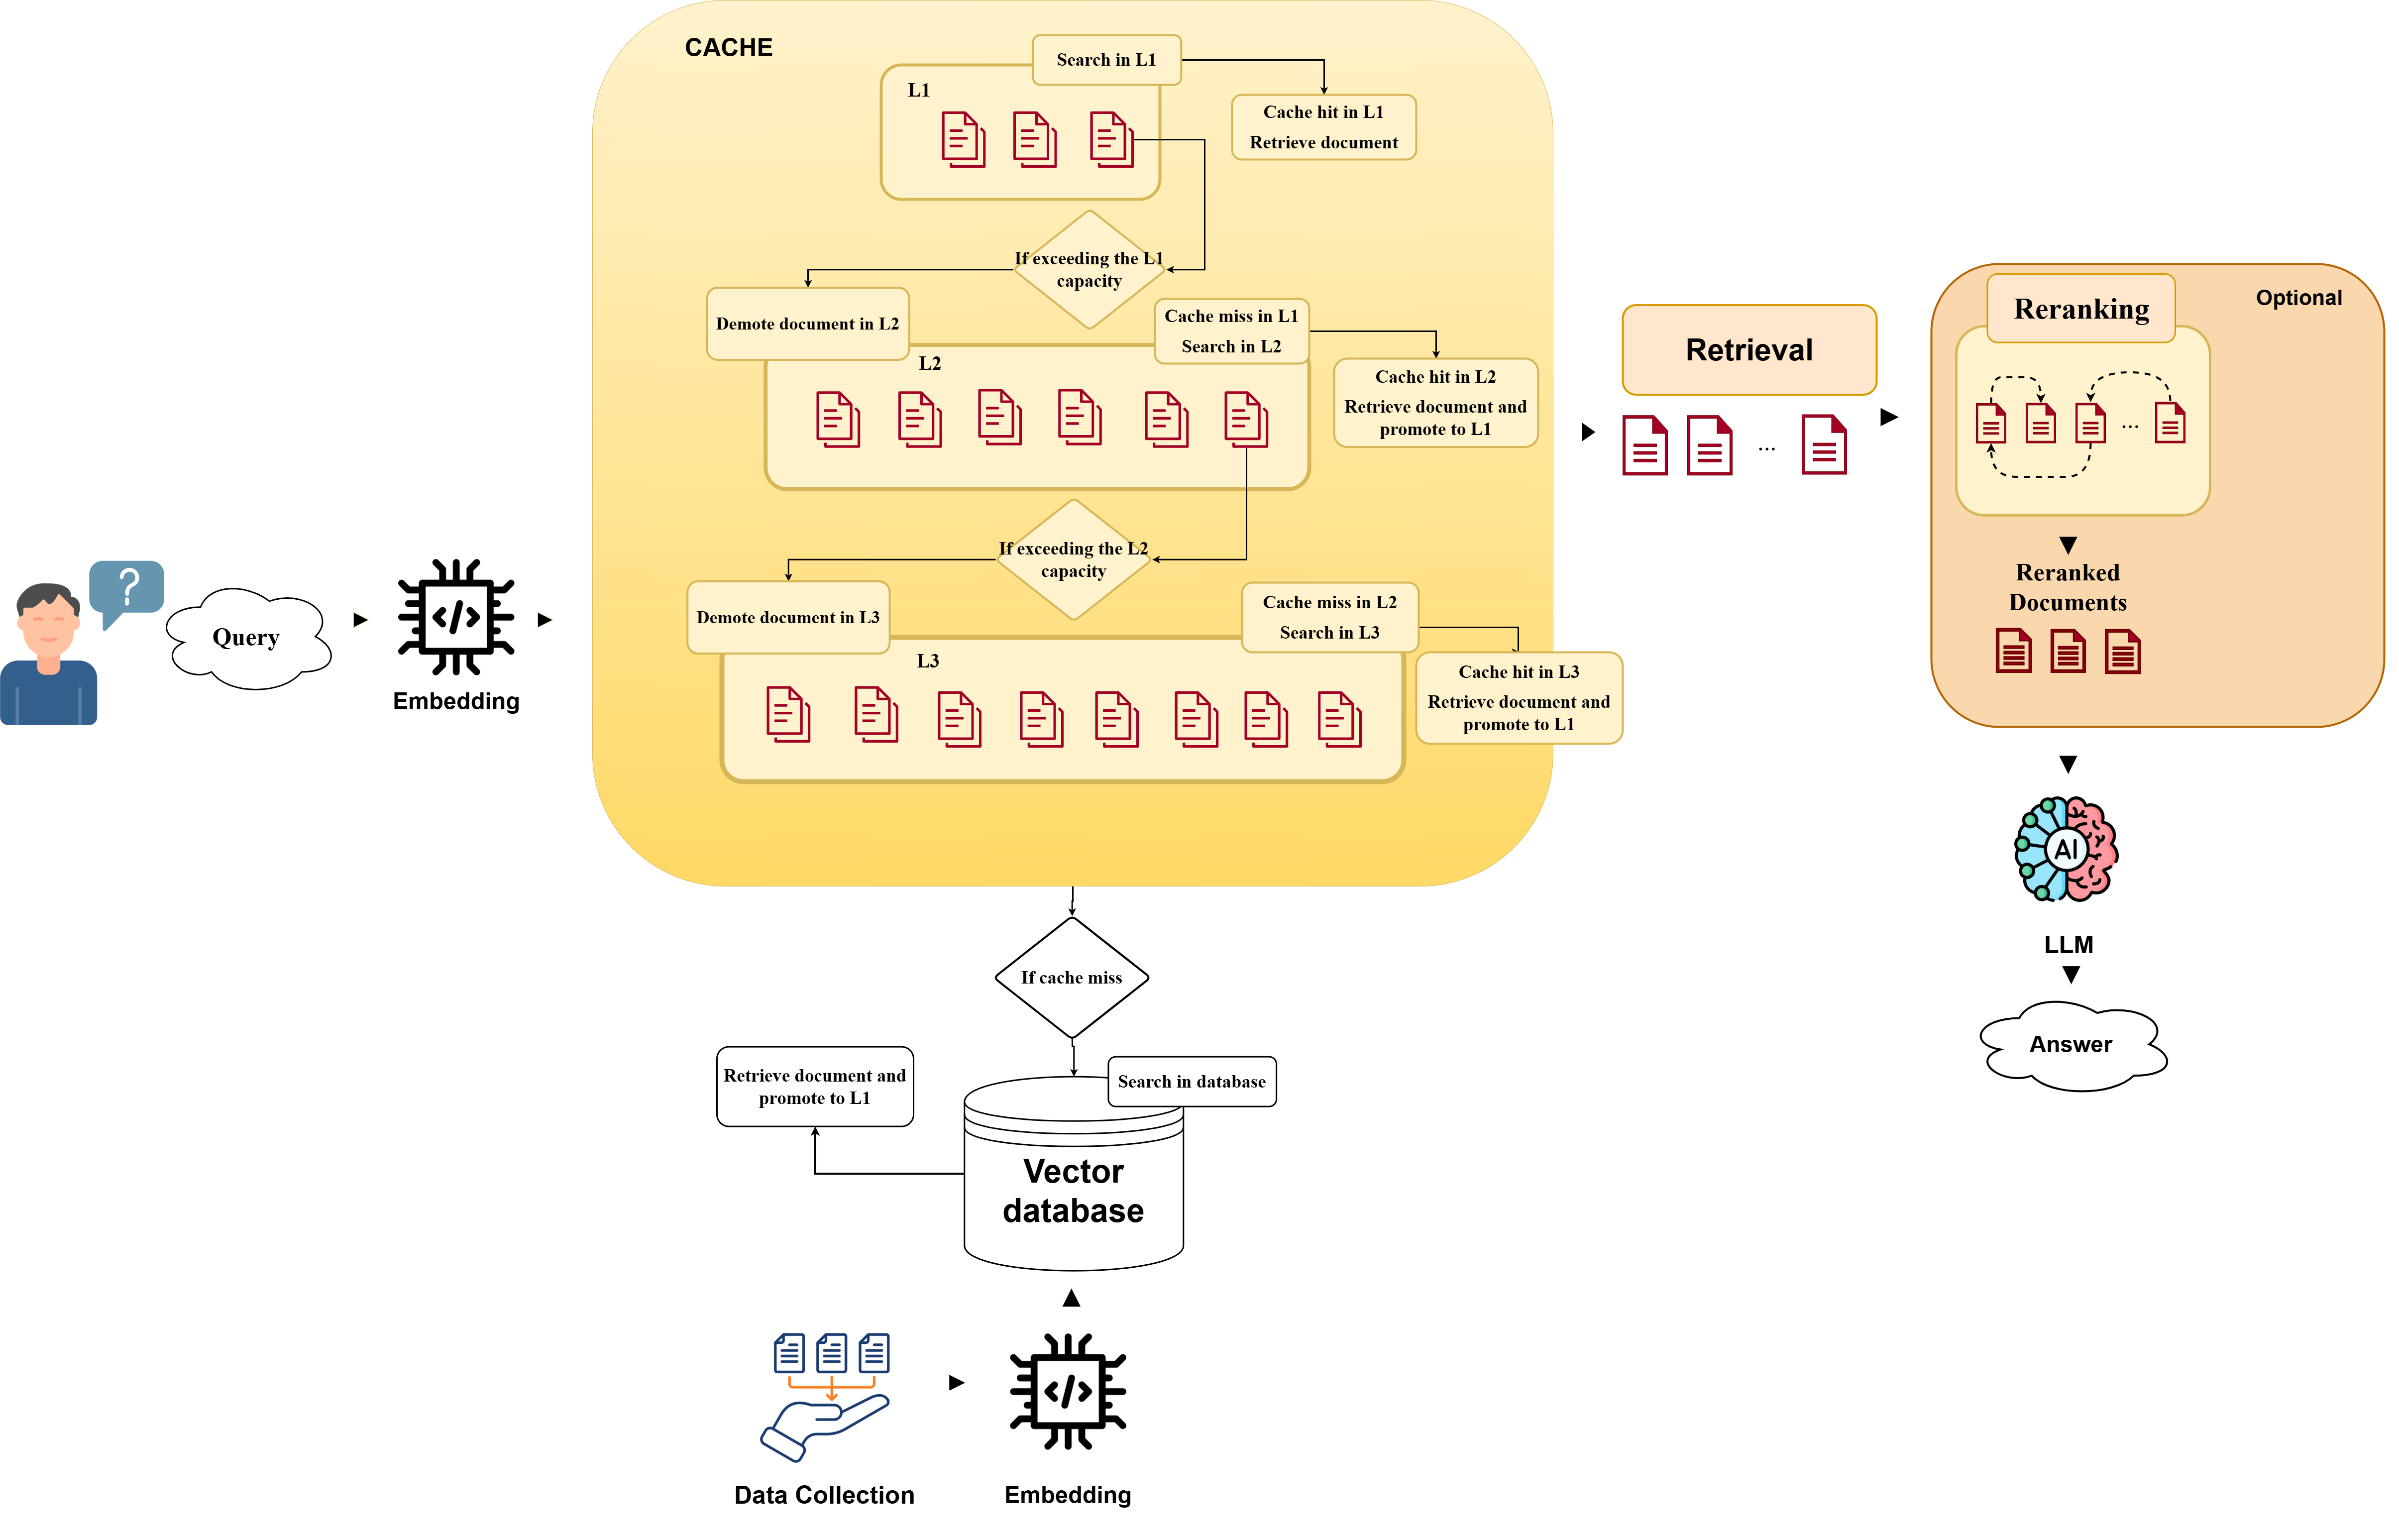 CACHE
Search in L1
L1
Cache hit in L1
Retrieve document
If exceeding the L1
capacity
Demote document in L2
Cache miss in L1
Search in L2
L2
Cache hit in L2
Retrieve document and
promote to L1
If exceeding the L2
capacity
Demote document in L3
Cache miss in L2
Search in L3
L3
Cache hit in L3
Retrieve document and
promote to L1
?
Query
Embedding
Retrieval
...
Optional
Reranking
...
Reranked
Documents
AI
LLM
Answer
If cache miss
Retrieve document and
promote to L1
Search in database
Vector
database
Data Collection
</>
Embedding
</>